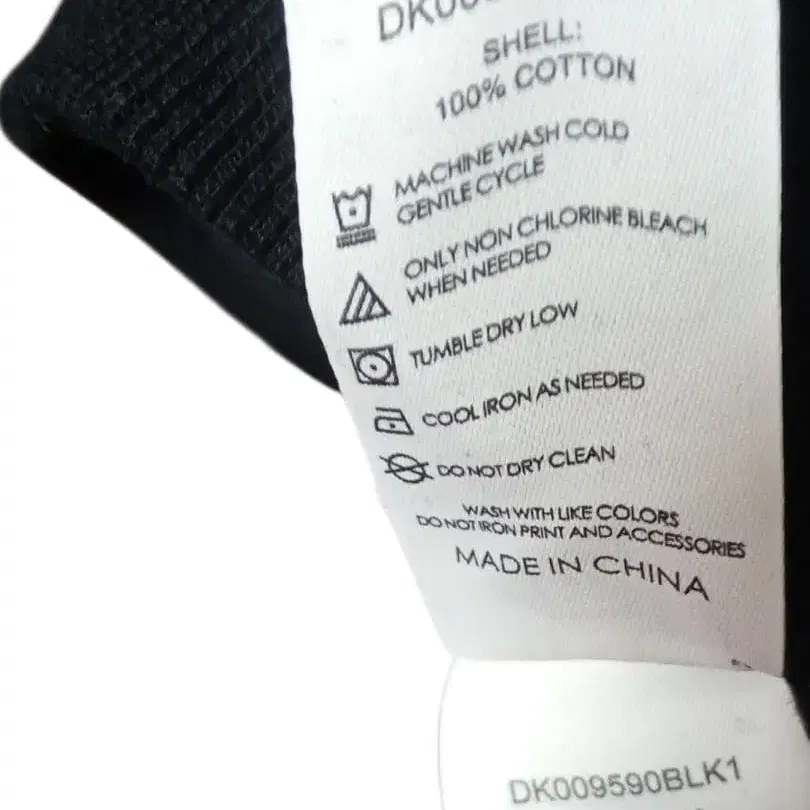 SHELL:
100% COTTON
MACHINE WASH COLD
GENTLE CYCLE
ONLY NON CHLORINE BLEACH
WHEN NEEDED
TUMBLE DRY LOW
COOL IRON AS NEEDED
DO NOT DRY CLEAN
WASH WITH LIKE COLORS
DO NOT IRON PRINT AND ACCESSORIES
MADE IN CHINA
DK009590BLK1